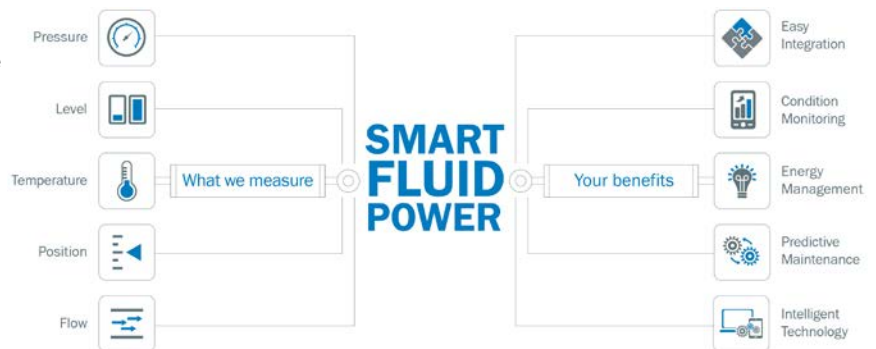 Pressure
Level
Temperature
Position
Flow
What we measure
SMART
FLUID
POWER
Your benefits
Easy
Integration
Condition
Monitoring
Energy
Management
Predictive
Maintenance
Intelligent
Technology